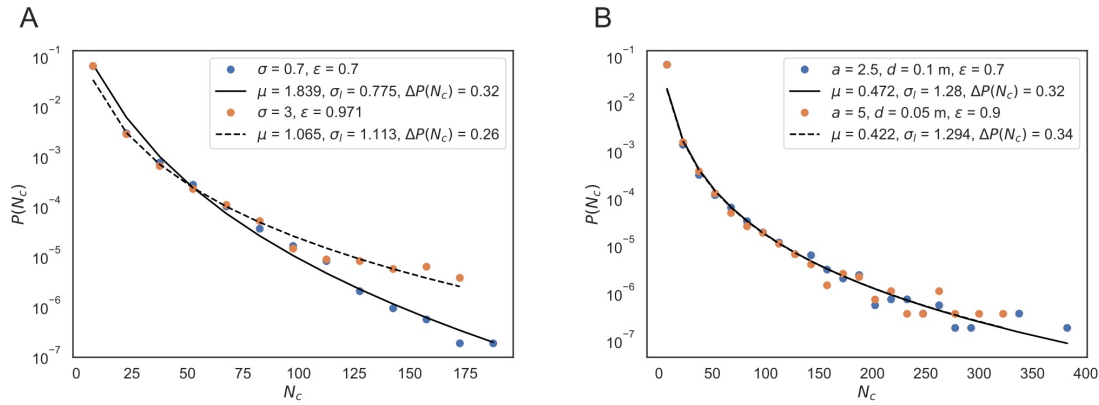 A
10⁻¹
10⁻²
10⁻³
10⁻⁴
10⁻⁵
10⁻⁶
10⁻⁷
P(N_c)
σ = 0.7, ε = 0.7
μ = 1.839, σ_l = 0.775, ΔP(N_c) = 0.32
σ = 3, ε = 0.971
μ = 1.065, σ_l = 1.113, ΔP(N_c) = 0.26
0 25 50 75 100 125 150 175
N_c
B
10⁻¹
10⁻²
10⁻³
10⁻⁴
10⁻⁵
10⁻⁶
10⁻⁷
P(N_c)
a = 2.5, d = 0.1 m, ε = 0.7
μ = 0.472, σ_l = 1.28, ΔP(N_c) = 0.32
a = 5, d = 0.05 m, ε = 0.9
μ = 0.422, σ_l = 1.294, ΔP(N_c) = 0.34
0 50 100 150 200 250 300 350 400
N_c